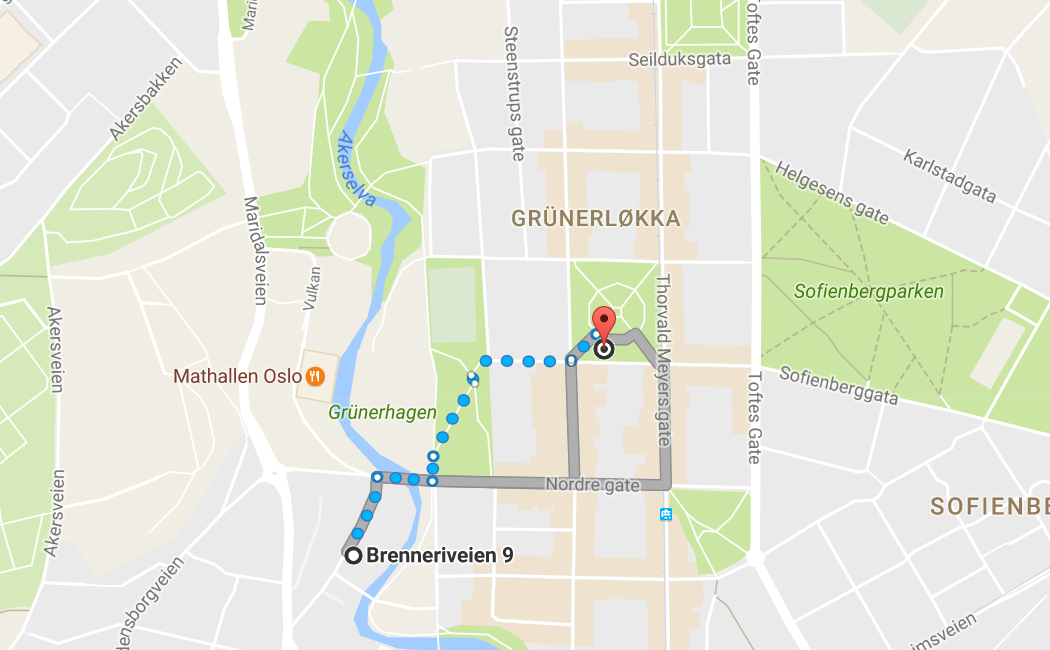 Mari
Akersbakken
Steenstrups gate
Seilduksgata
Toftes Gate
Akerselva
Helgesens gate
Karlstadgata
Maridalsveien
GRÜNERLØKKA
Vulkan
Thorvald Meyers gate
Sofienbergparken
Akersveien
Mathallen Oslo
Grünerhagen
Sofienberggata
Toftes Gate
Akersveien
Nordre gate
SOFIENBE
Brenneriveien 9
densborgveien
imsveien